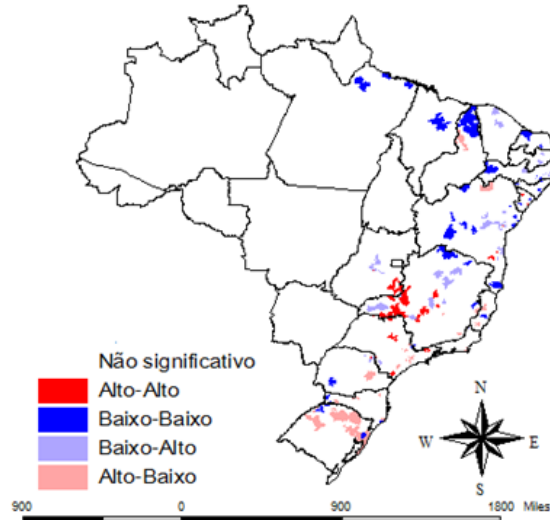 Não significativo
Alto-Alto
Baixo-Baixo
Baixo-Alto
Alto-Baixo
N
W E
S
900 0 900 1800 Miles